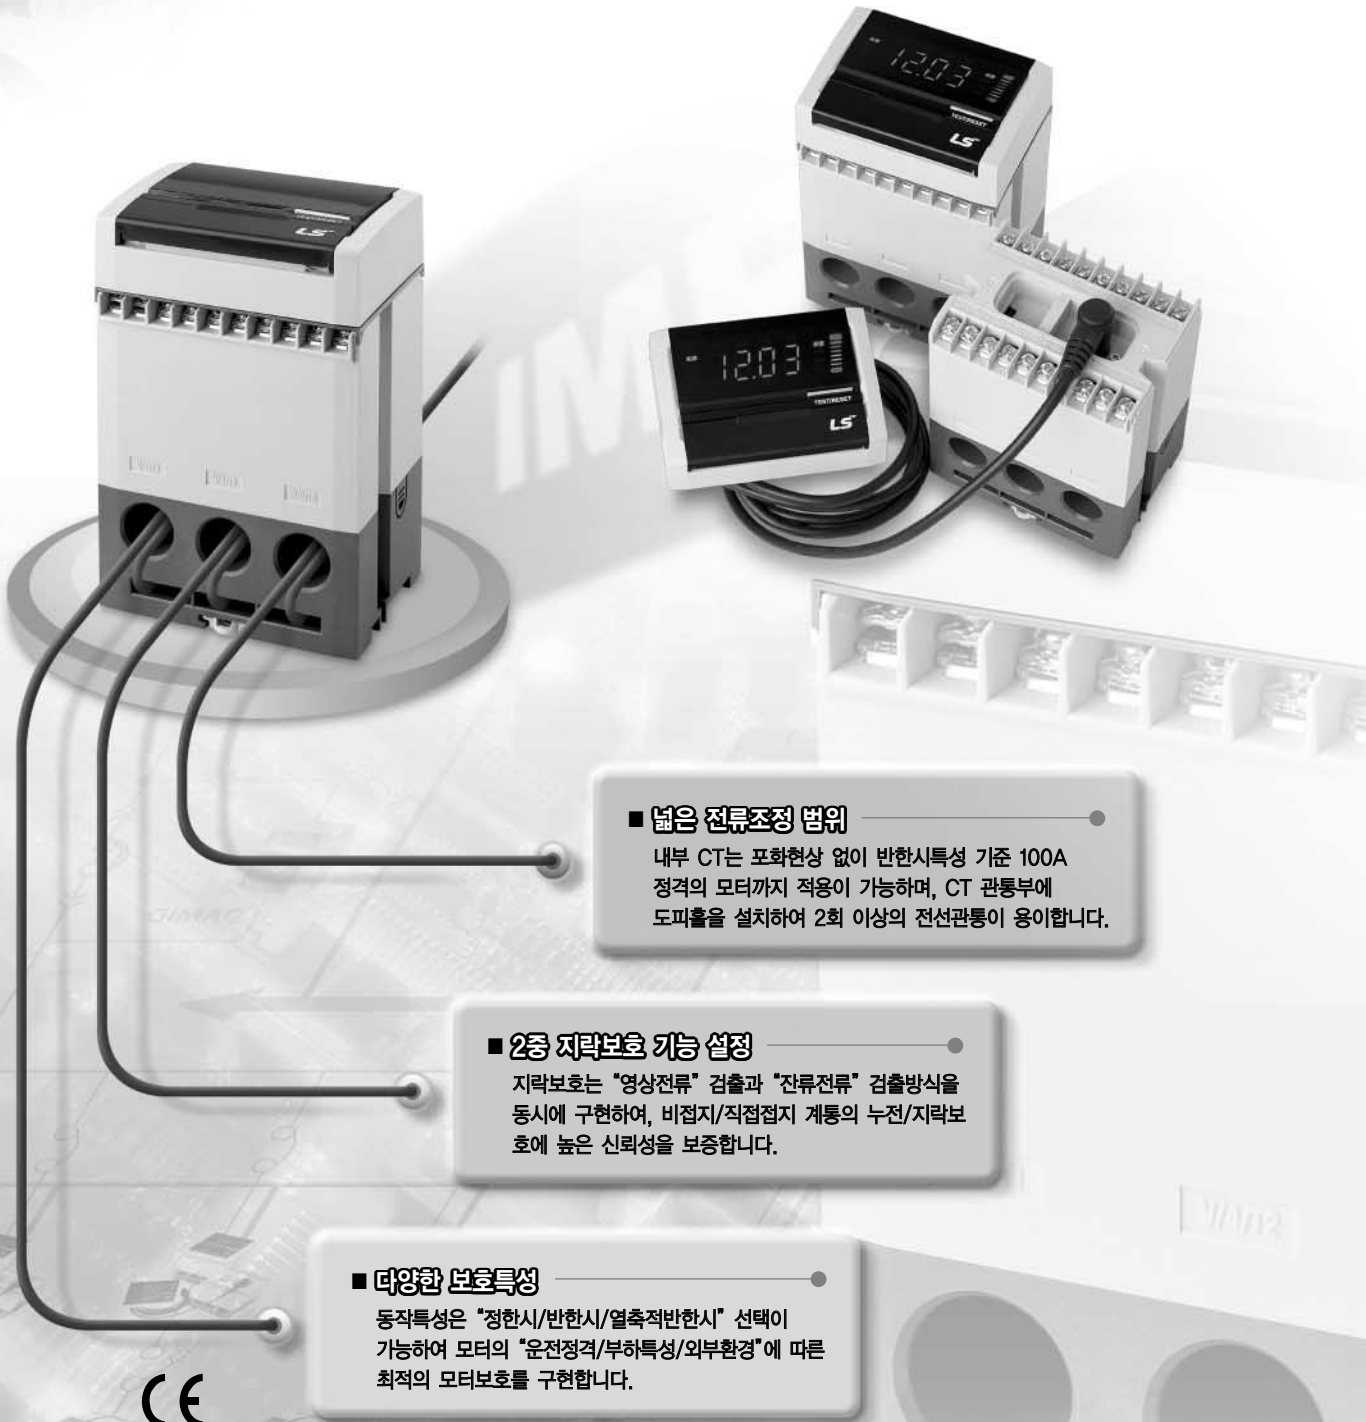 12.03
TEST/RESET
LS
TEST/RESET
LS
12.03
TEST/RESET
LS
IM
■ 넓은 전류조정 범위
내부 CT는 포화현상 없이 반한시특성 기준 100A
정격의 모터까지 적용이 가능하며, CT 관통부에
도피홀을 설치하여 2회 이상의 전선관통이 용이합니다.
GIMAC
■ 2중 지락보호 기능 설정
지락보호는 “영상전류” 검출과 “잔류전류” 검출방식을
동시에 구현하여, 비접지/직접접지 계통의 누전/지락보
호에 높은 신뢰성을 보증합니다.
■ 다양한 보호특성
동작특성은 “정한시/반한시/열축적반한시” 선택이
가능하여 모터의 “운전정격/부하특성/외부환경”에 따른
최적의 모터보호를 구현합니다.
CE